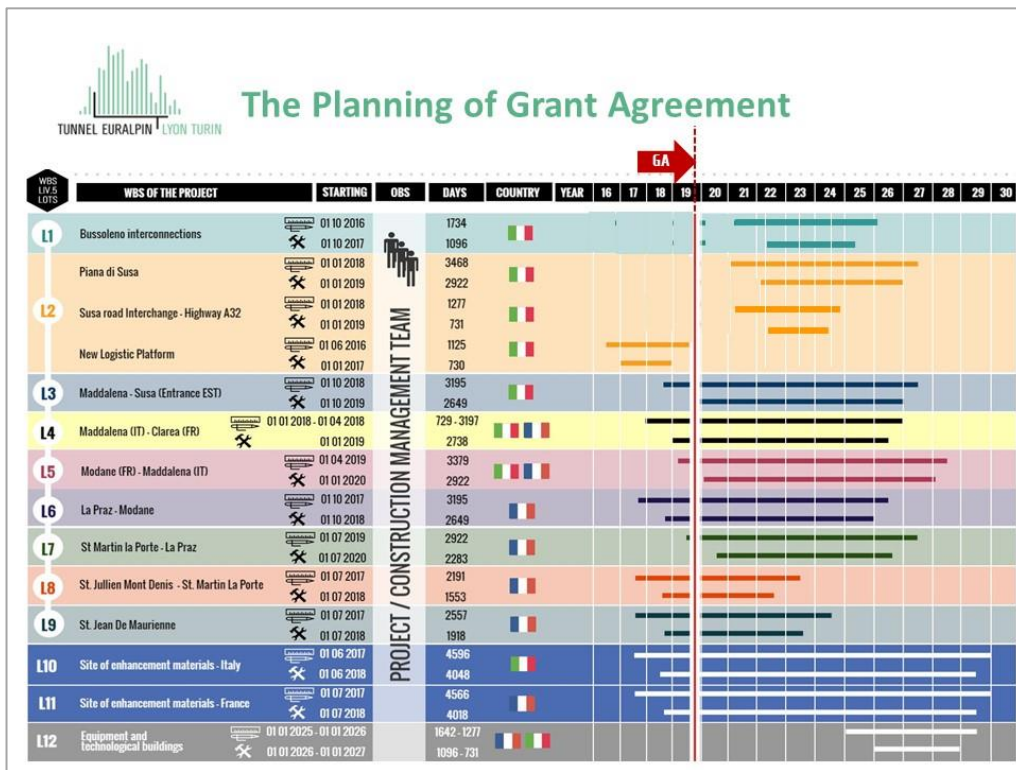 The Planning of Grant Agreement
TUNNEL EURALPIN LYON TURIN
GA
WBS LIV.5 LOTS
WBS OF THE PROJECT STARTING OBS DAYS COUNTRY YEAR 16 17 18 19 20 21 22 23 24 25 26 27 28 29 30
PROJECT / CONSTRUCTION MANAGEMENT TEAM
L1 Bussoleno interconnections 01 10 2016 1734
01 10 2017 1096
L2 Piana di Susa 01 01 2018 3468
01 01 2019 2922
Susa road Interchange - Highway A32 01 01 2018 1277
01 01 2019 731
New Logistic Platform 01 06 2016 1125
01 01 2017 730
L3 Maddalena - Susa (Entrance EST) 01 10 2018 3195
01 10 2019 2649
L4 Maddalena (IT) - Clarea (FR) 01 01 2018 - 01 04 2018 729 - 3197
01 01 2019 2738
L5 Modane (FR) - Maddalena (IT) 01 04 2019 3379
01 01 2020 2922
L6 La Praz - Modane 01 10 2017 3195
01 10 2018 2649
L7 St Martin la Porte - La Praz 01 07 2019 2922
01 07 2020 2283
L8 St. Jullien Mont Denis - St. Martin La Porte 01 07 2017 2191
01 07 2018 1553
L9 St. Jean De Maurienne 01 07 2017 2557
01 07 2018 1918
L10 Site of enhancement materials - Italy 01 06 2017 4596
01 06 2018 4048
L11 Site of enhancement materials - France 01 07 2017 4566
01 07 2018 4018
L12 Equipment and technological buildings 01 01 2025 - 01 01 2026 1642 - 1277
01 01 2026 - 01 01 2027 1096 - 731